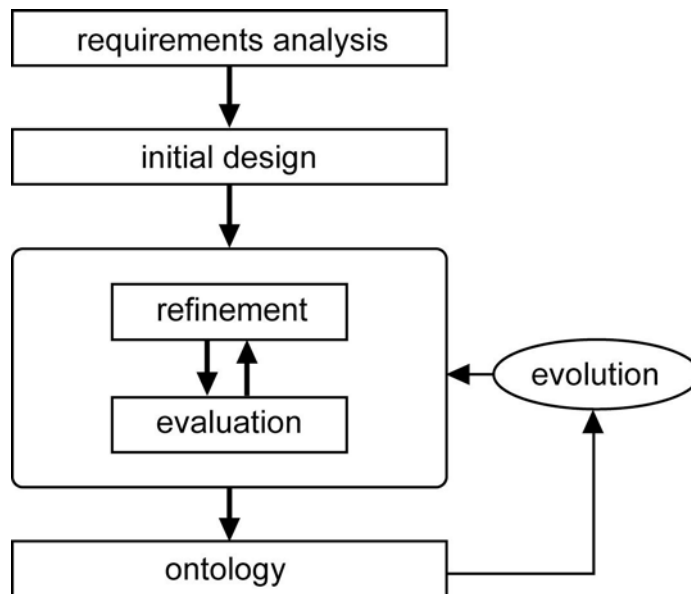 requirements analysis
initial design
refinement
evaluation
evolution
ontology